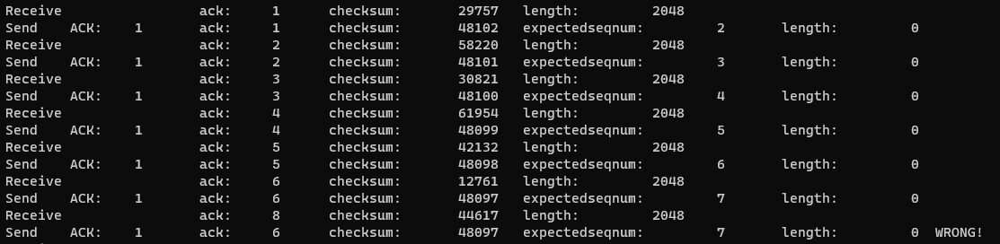 Receive ack: 1 checksum: 29757 length: 2048
Send ACK: 1 ack: 1 checksum: 48102 expectedseqnum: 2 length: 0
Receive ack: 2 checksum: 58220 length: 2048
Send ACK: 1 ack: 2 checksum: 48101 expectedseqnum: 3 length: 0
Receive ack: 3 checksum: 30821 length: 2048
Send ACK: 1 ack: 3 checksum: 48100 expectedseqnum: 4 length: 0
Receive ack: 4 checksum: 61954 length: 2048
Send ACK: 1 ack: 4 checksum: 48099 expectedseqnum: 5 length: 0
Receive ack: 5 checksum: 42132 length: 2048
Send ACK: 1 ack: 5 checksum: 48098 expectedseqnum: 6 length: 0
Receive ack: 6 checksum: 12761 length: 2048
Send ACK: 1 ack: 6 checksum: 48097 expectedseqnum: 7 length: 0
Receive ack: 8 checksum: 44617 length: 2048
Send ACK: 1 ack: 6 checksum: 48097 expectedseqnum: 7 length: 0 WRONG!